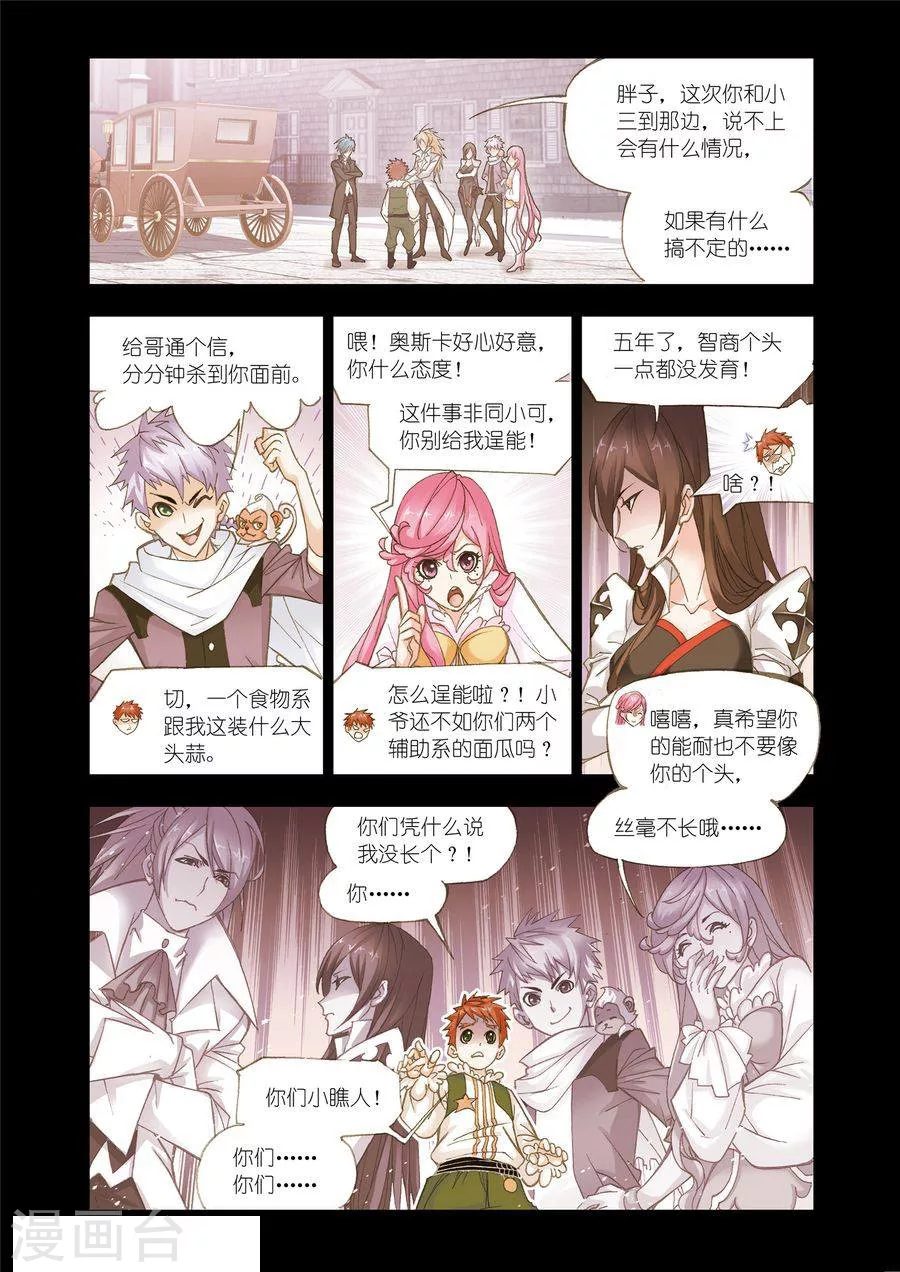 胖子，这次你和小
三到那边，说不上
会有什么情况，
如果有什么
搞不定的……
给哥通个信，
分分钟杀到你面前。
切，一个食物系
跟我这装什么大
头蒜。
喂！奥斯卡好心好意，
你什么态度！
这件事非同小可，
你别给我逞能！
怎么逞能啦？！小
爷还不如你们两个
辅助系的面瓜吗？
五年了，智商个头
一点都没发育！
啥？！
嘻嘻，真希望你
的能耐也不要像
你的个头，
丝毫不长哦……
你们凭什么说
我没长个？！
你……
你们小瞧人！
你们……
你们……
漫画台